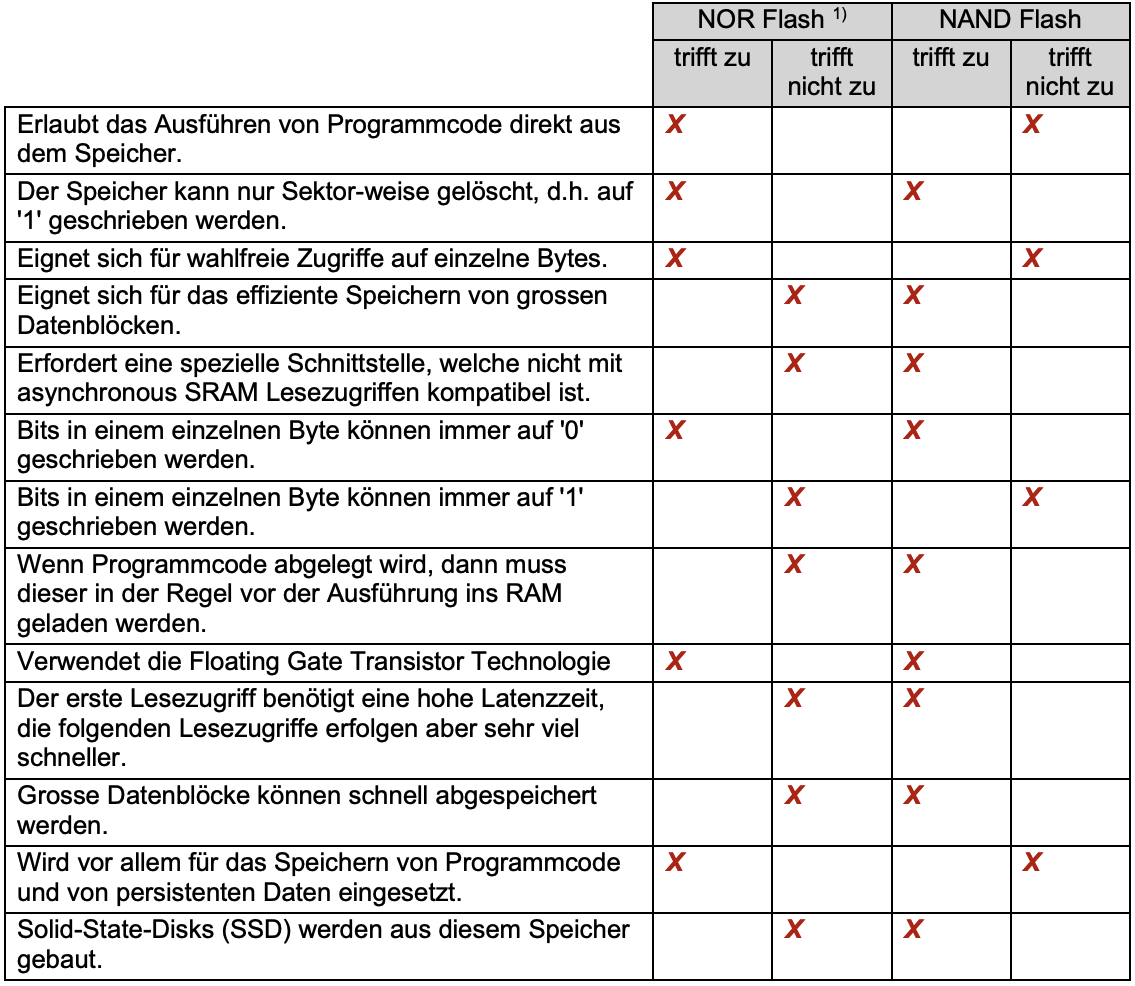 NOR Flash 1) NAND Flash
trifft zu trifft trifft zu trifft
nicht zu nicht zu
Erlaubt das Ausführen von Programmcode direkt aus X X
dem Speicher.
Der Speicher kann nur Sektor-weise gelöscht, d.h. auf X X
'1' geschrieben werden.
Eignet sich für wahlfreie Zugriffe auf einzelne Bytes. X X
Eignet sich für das effiziente Speichern von grossen X X
Datenblöcken.
Erfordert eine spezielle Schnittstelle, welche nicht mit X X
asynchronous SRAM Lesezugriffen kompatibel ist.
Bits in einem einzelnen Byte können immer auf '0' X X
geschrieben werden.
Bits in einem einzelnen Byte können immer auf '1' X X
geschrieben werden.
Wenn Programmcode abgelegt wird, dann muss X X
dieser in der Regel vor der Ausführung ins RAM
geladen werden.
Verwendet die Floating Gate Transistor Technologie X X
Der erste Lesezugriff benötigt eine hohe Latenzzeit, X X
die folgenden Lesezugriffe erfolgen aber sehr viel
schneller.
Grosse Datenblöcke können schnell abgespeichert X X
werden.
Wird vor allem für das Speichern von Programmcode X X
und von persistenten Daten eingesetzt.
Solid-State-Disks (SSD) werden aus diesem Speicher X X
gebaut.